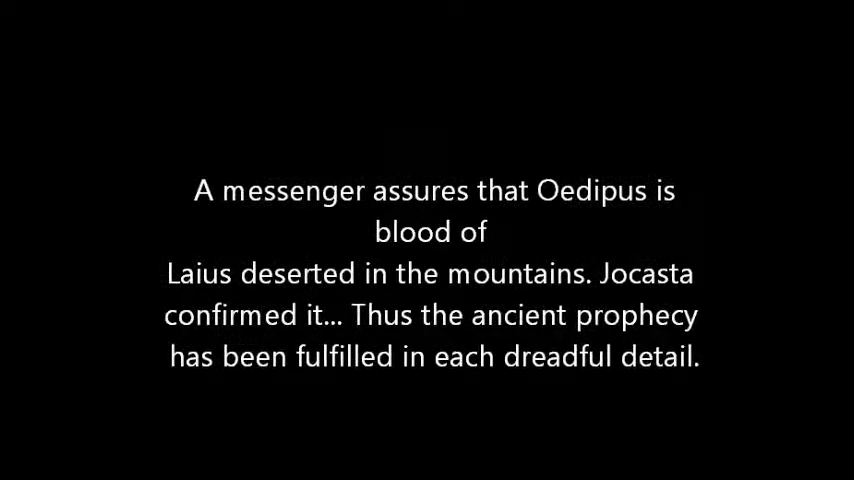 A messenger assures that Oedipus is
blood of
Laius deserted in the mountains. Jocasta
confirmed it... Thus the ancient prophecy
has been fulfilled in each dreadful detail.